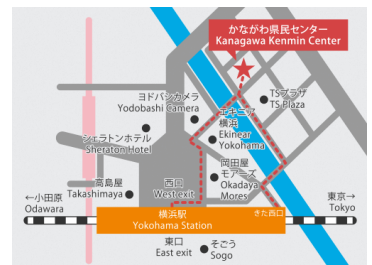 かながわ県民センター
Kanagawa Kenmin Center
ヨドバシカメラ
Yodobashi Camera
TSプラザ
TS Plaza
エキニア
横浜
Ekinear
Yokohama
シェラトンホテル
Sheraton Hotel
岡田屋
モアーズ
Okadaya
Mores
西口
West exit
高島屋
Takashimaya
←小田原
Odawara
横浜駅
Yokohama Station
きた西口
東京→
Tokyo
東口
East exit
そごう
Sogo